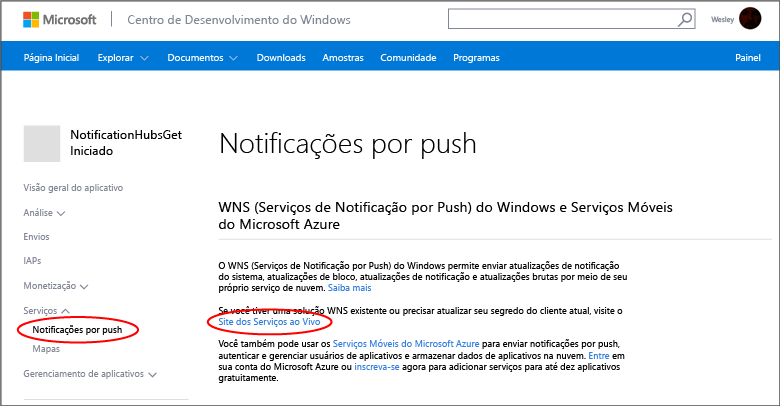 Microsoft
Centro de Desenvolvimento do Windows
Wesley
Página Inicial
Explorar
Documentos
Downloads
Amostras
Comunidade
Programas
Painel
NotificationHubsGet
Iniciado
Visão geral do aplicativo
Análise
Envios
IAPs
Monetização
Serviços
Notificações por push
Mapas
Gerenciamento de aplicativos
Notificações por push
WNS (Serviços de Notificação por Push) do Windows e Serviços Móveis
do Microsoft Azure
O WNS (Serviços de Notificação por Push) do Windows permite enviar atualizações de notificação
do sistema, atualizações de bloco, atualizações de notificação e atualizações brutas por meio de seu
próprio serviço de nuvem. Saiba mais
Se você tiver uma solução WNS existente ou precisar atualizar seu segredo do cliente atual, visite o
Site dos Serviços ao Vivo
Você também pode usar os Serviços Móveis do Microsoft Azure para enviar notificações por push,
autenticar e gerenciar usuários de aplicativos e armazenar dados de aplicativos na nuvem. Entre em
sua conta do Microsoft Azure ou inscreva-se agora para adicionar serviços para até dez aplicativos
gratuitamente.